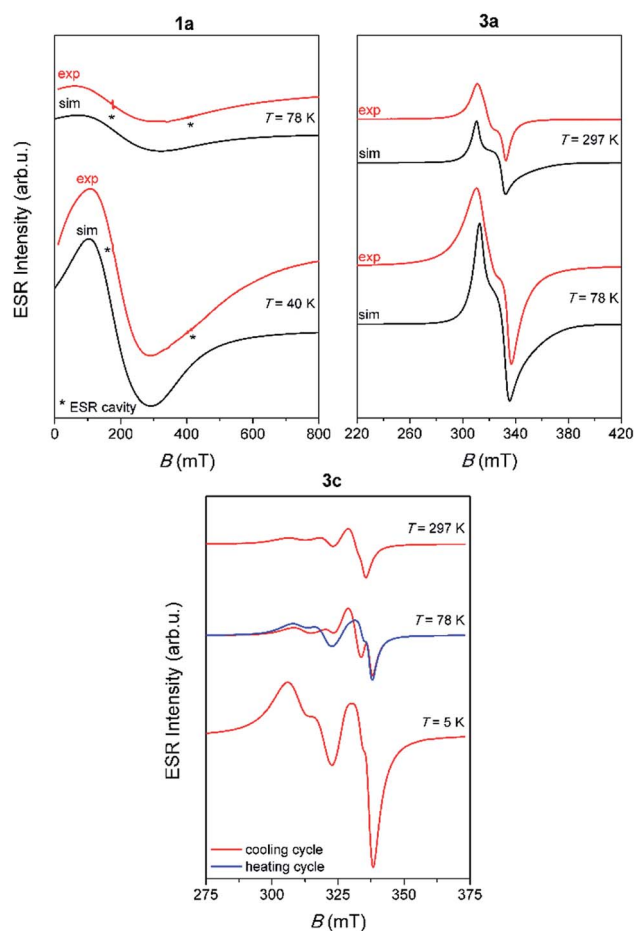 1a
ESR Intensity (arb.u.)
exp
sim
*
*
T = 78 K
exp
sim
*
*
T = 40 K
* ESR cavity
0 200 400 600 800
B (mT)
3a
exp
T = 297 K
sim
exp
T = 78 K
sim
220 260 300 340 380 420
B (mT)
3c
ESR Intensity (arb.u.)
T = 297 K
T = 78 K
T = 5 K
cooling cycle
heating cycle
275 300 325 350 375
B (mT)